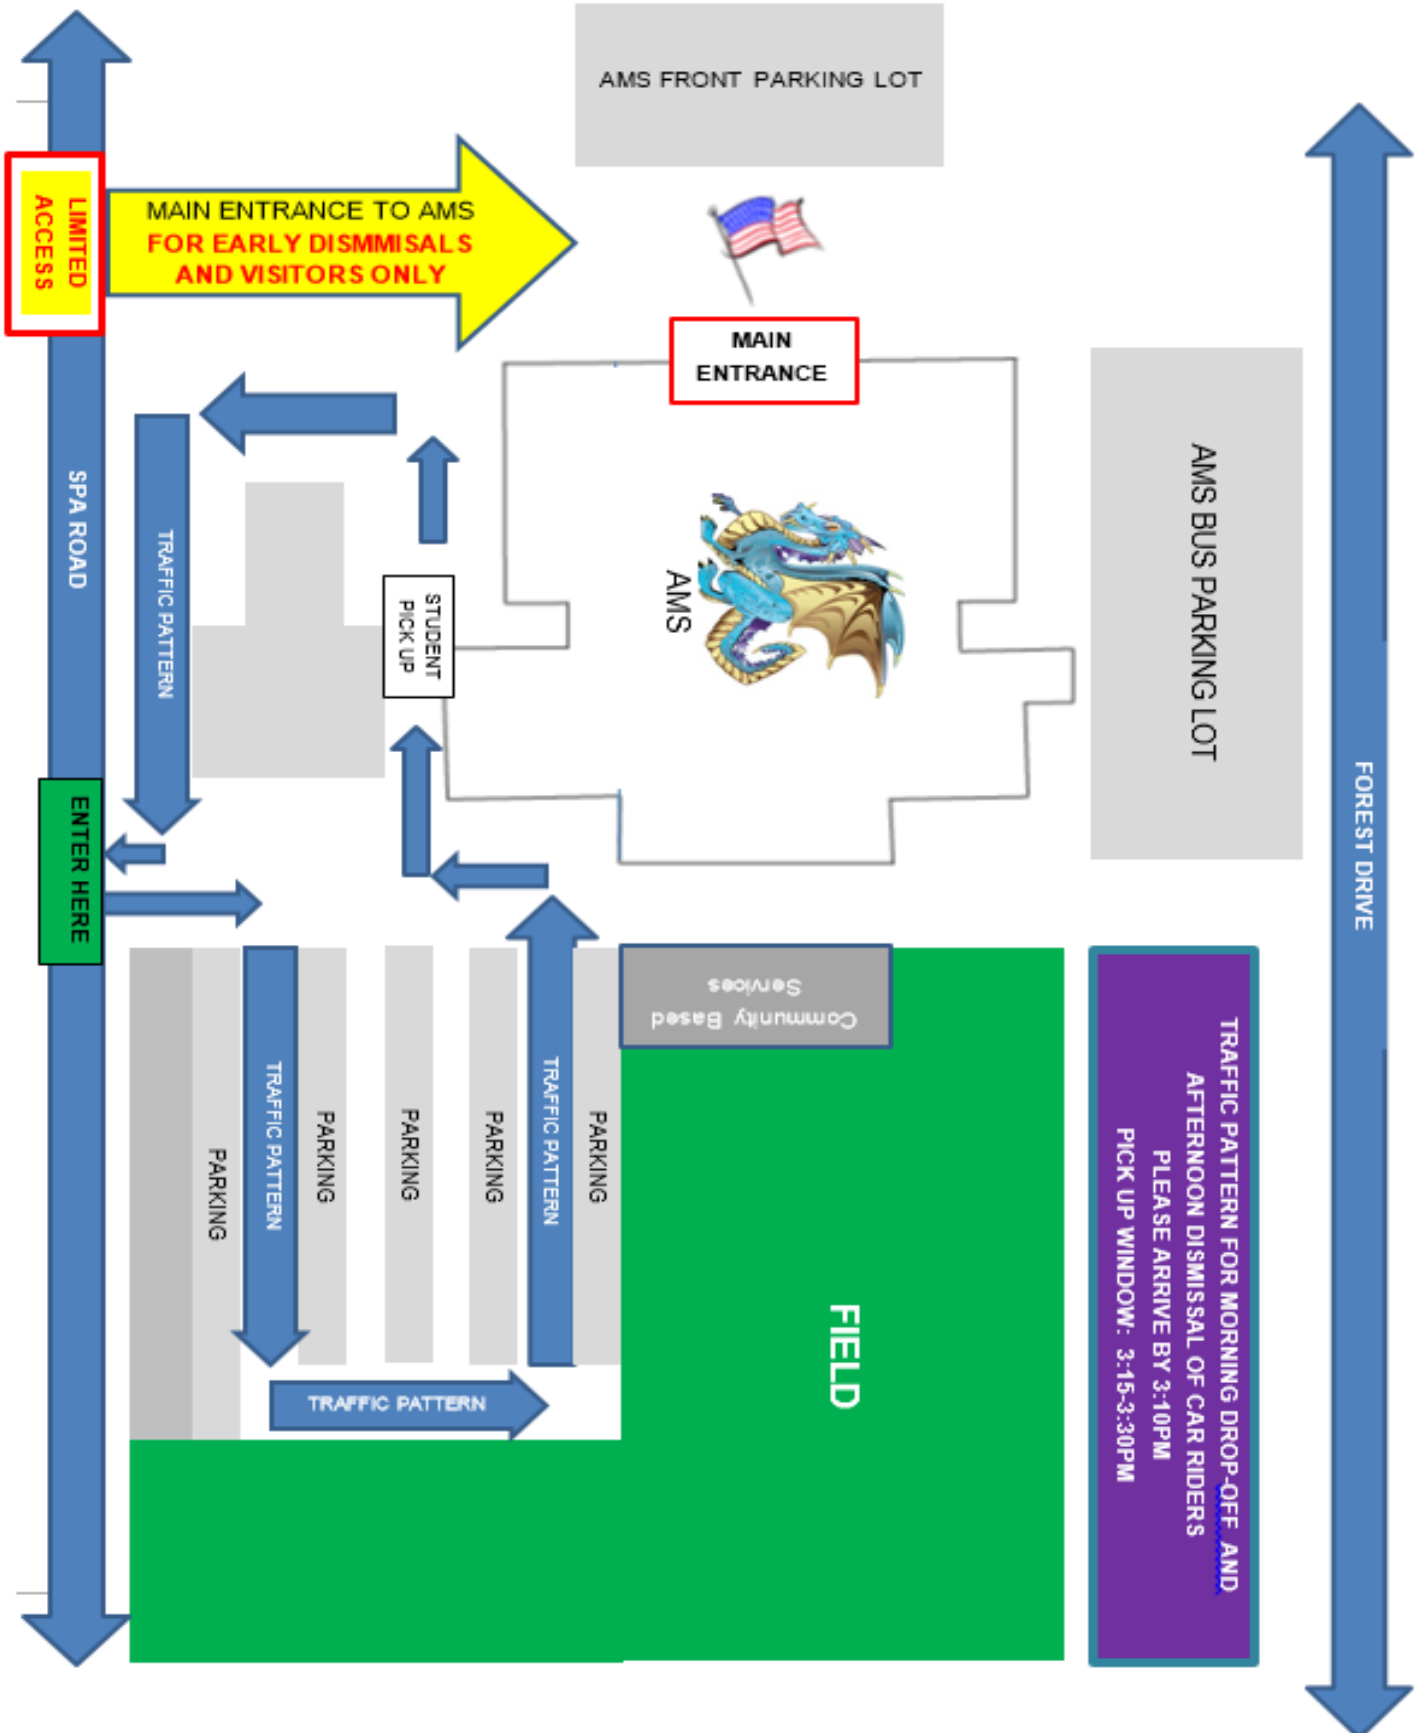 AMS FRONT PARKING LOT
LIMITED
ACCESS
MAIN ENTRANCE TO AMS
FOR EARLY DISMMISALS
AND VISITORS ONLY
MAIN
ENTRANCE
SPA ROAD
TRAFFIC PATTERN
STUDENT
PICK UP
AMS
AMS BUS PARKING LOT
FOREST DRIVE
ENTER HERE
Community Based
Services
PARKING
TRAFFIC PATTERN
PARKING
PARKING
PARKING
TRAFFIC PATTERN
PARKING
TRAFFIC PATTERN
FIELD
TRAFFIC PATTERN FOR MORNING DROP-OFF AND
AFTERNOON DISMISSAL OF CAR RIDERS
PLEASE ARRIVE BY 3:10PM
PICK UP WINDOW: 3:15-3:30PM